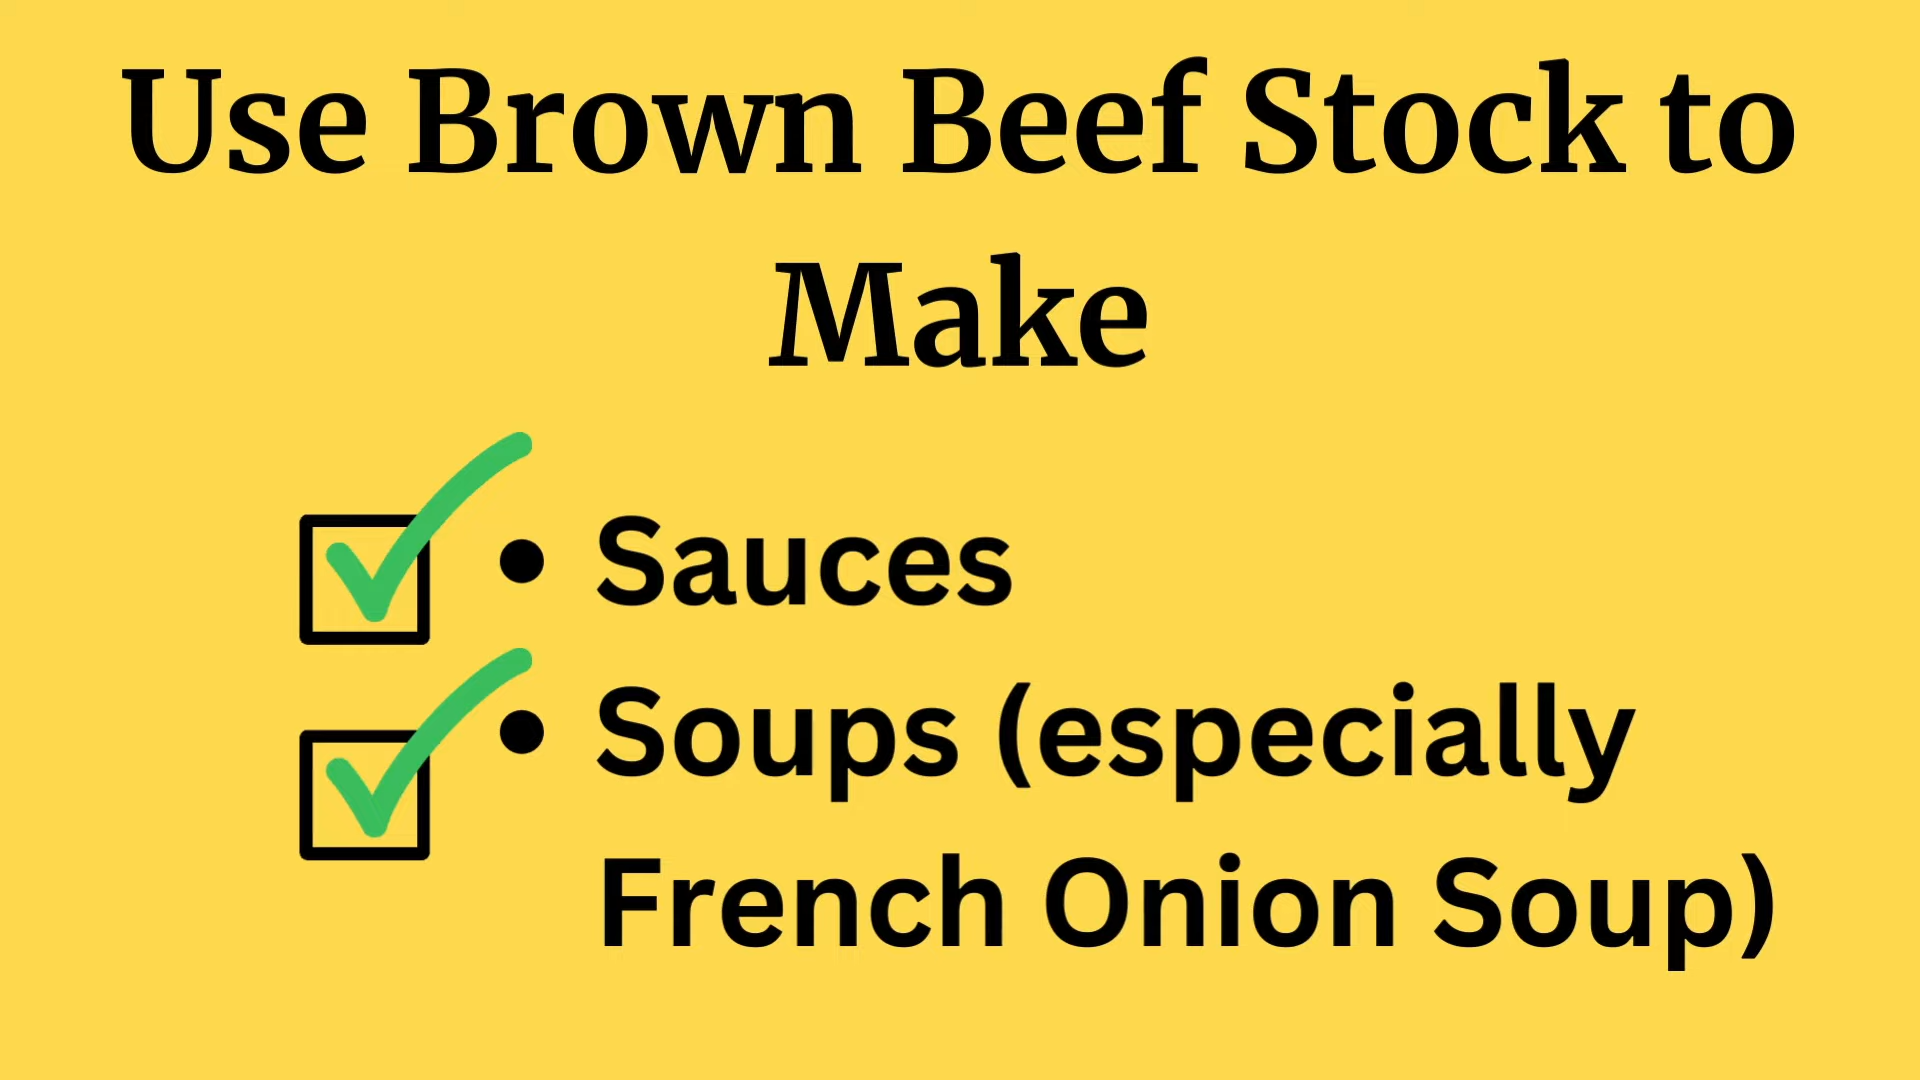 Use Brown Beef Stock to
Make
• Sauces
• Soups (especially
French Onion Soup)